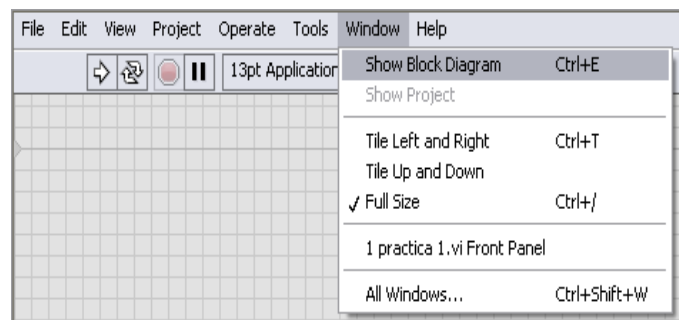 File Edit View Project Operate Tools Window Help
13pt Application
Show Block Diagram Ctrl+E
Show Project
Tile Left and Right Ctrl+T
Tile Up and Down
✓ Full Size Ctrl+/
1 practica 1.vi Front Panel
All Windows... Ctrl+Shift+W